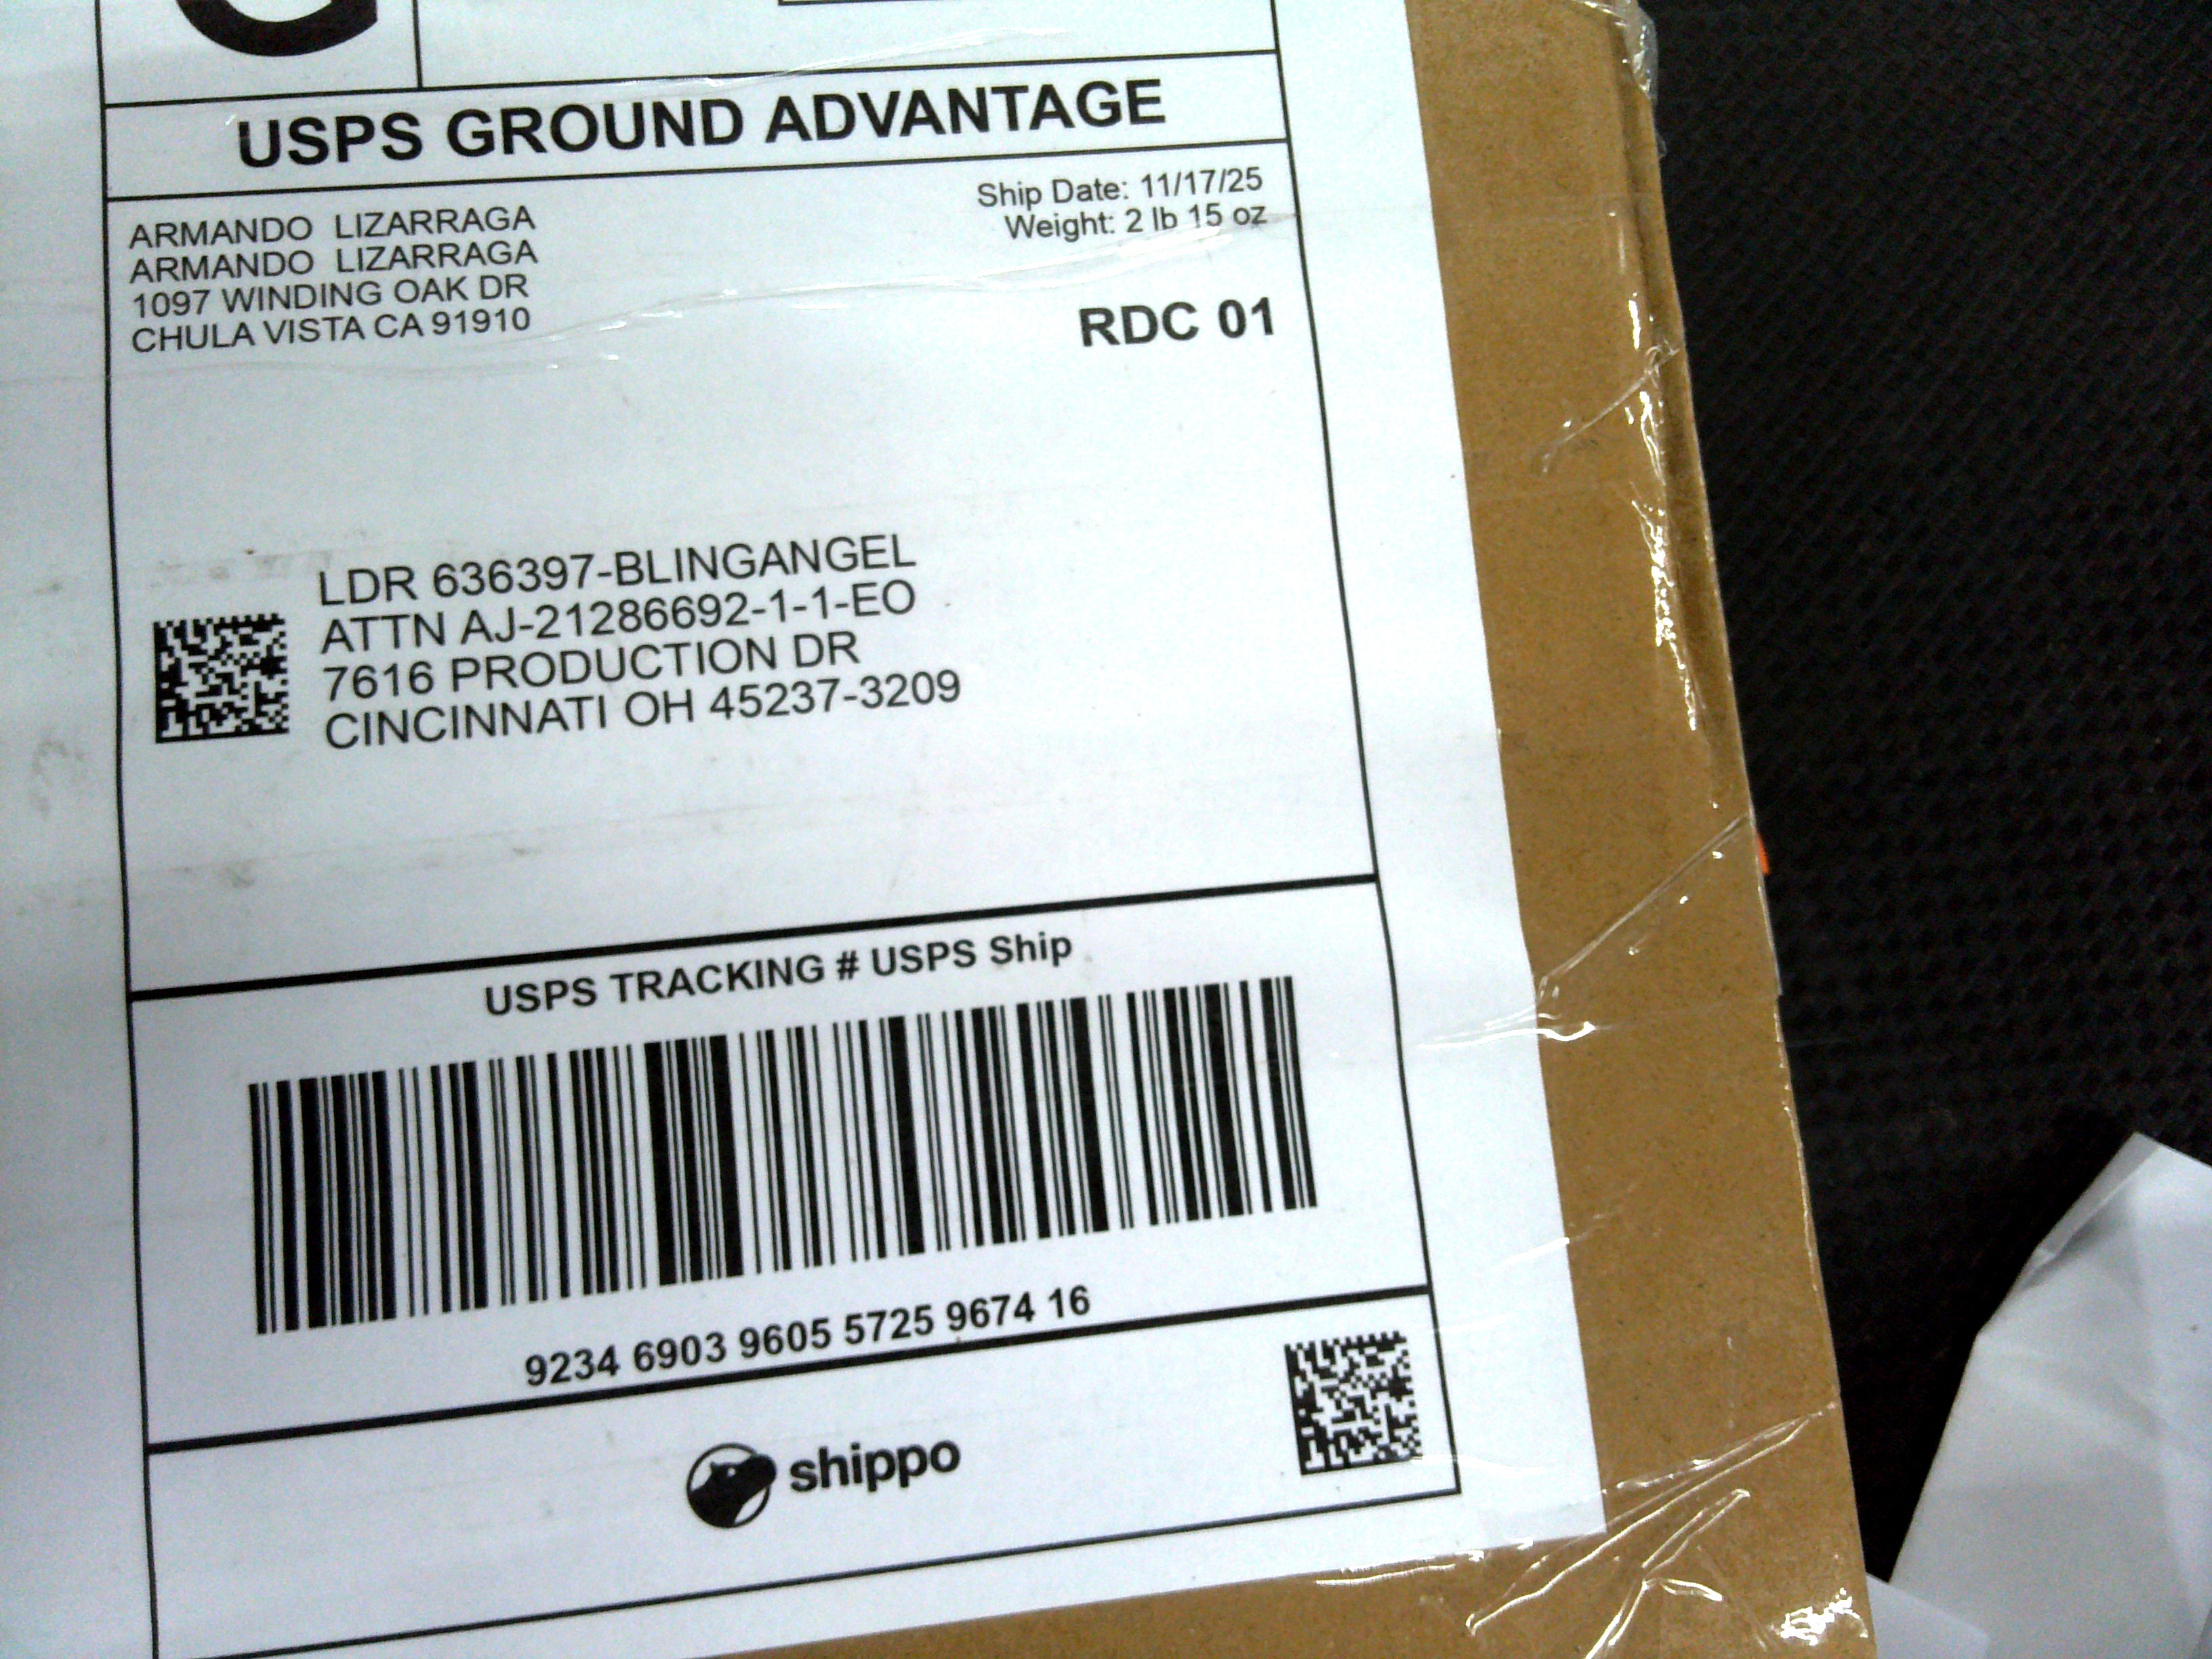 G
USPS GROUND ADVANTAGE
ARMANDO LIZARRAGA
ARMANDO LIZARRAGA
1097 WINDING OAK DR
CHULA VISTA CA 91910
Ship Date: 11/17/25
Weight: 2 lb 15 oz
RDC 01
LDR 636397-BLINGANGEL
ATTN AJ-21286692-1-1-EO
7616 PRODUCTION DR
CINCINNATI OH 45237-3209
USPS TRACKING # USPS Ship
9234 6903 9605 5725 9674 16
shippo